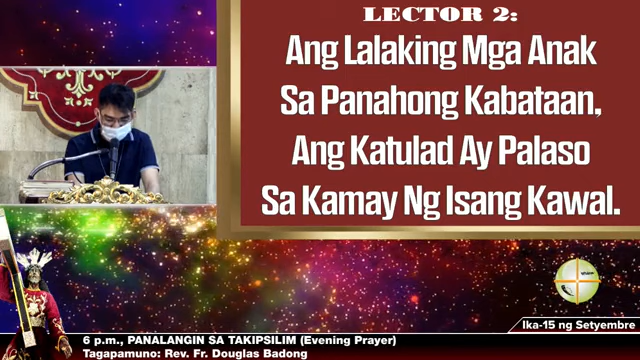 LECTOR 2:
Ang Lalaking Mga Anak
Sa Panahong Kabataan,
Ang Katulad Ay Palaso
Sa Kamay Ng Isang Kawal.
Ika-15 ng Setyembre
6 p.m., PANALANGIN SA TAKIPSILIM (Evening Prayer)
Tagapamuno: Rev. Fr. Douglas Badong